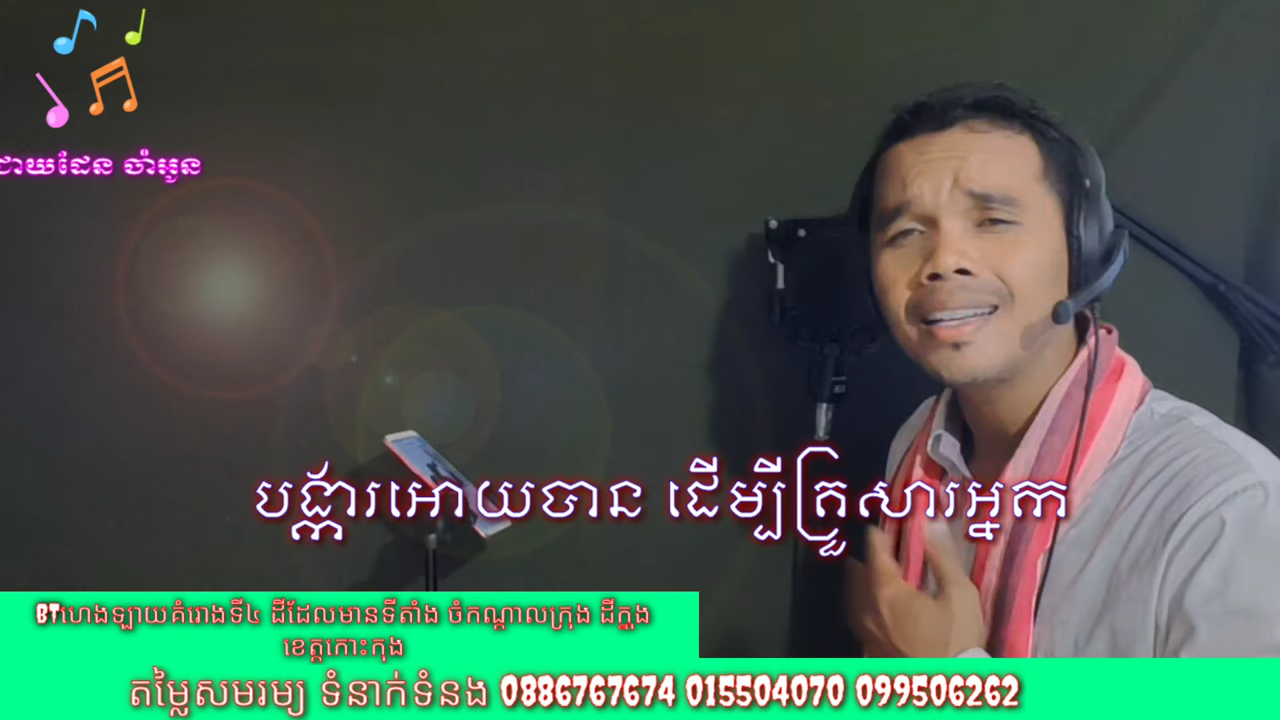 ជាយដែន ចាំអូន
បង្ការអោយបាន ដើម្បីគ្រួសារអ្នក
BTហេងឡាយគំរោងទី៤ ដីដែលមានទីតាំង ចំកណ្តាលក្រុង ដីក្នុង
ខេត្តកោះកុង
តម្លៃសមរម្យ ទំនាក់ទំនង 0886767674 015504070 099506262